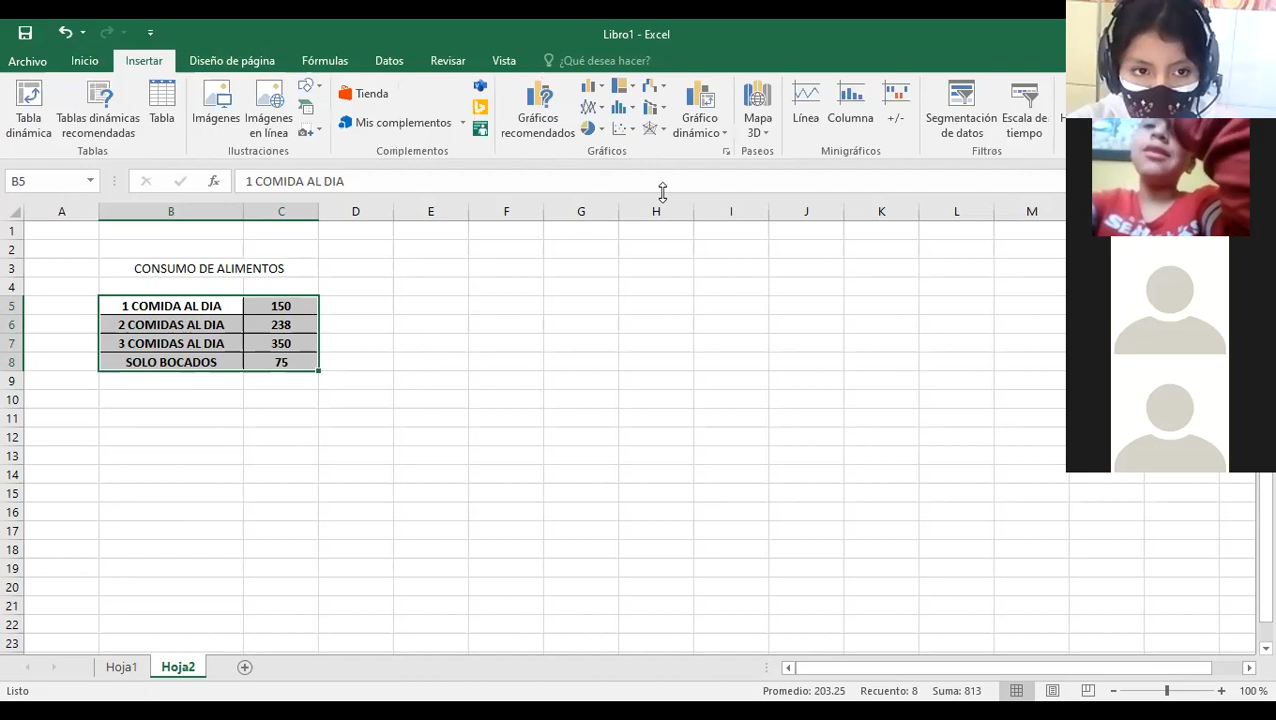 Libro1 - Excel
Archivo Inicio Insertar Diseño de página Fórmulas Datos Revisar Vista ¿Qué desea hacer?
Tabla dinámica
Tablas dinámicas recomendadas
Tabla
Imágenes
Imágenes en línea
Tienda
Mis complementos
Gráficos recomendados
Gráfico dinámico
Mapa 3D
Línea
Columna
+/-
Segmentación de datos
Escala de tiempo
Tablas Ilustraciones Complementos Gráficos Paseos Minigráficos Filtros
B5 fx 1 COMIDA AL DIA
A B C D E F G H I J K L M
1
2
3 CONSUMO DE ALIMENTOS
4
5 1 COMIDA AL DIA 150
6 2 COMIDAS AL DIA 238
7 3 COMIDAS AL DIA 350
8 SOLO BOCADOS 75
9
10
11
12
13
14
15
16
17
18
19
20
21
22
23
Hoja1 Hoja2
Listo Promedio: 203.25 Recuento: 8 Suma: 813 100 %